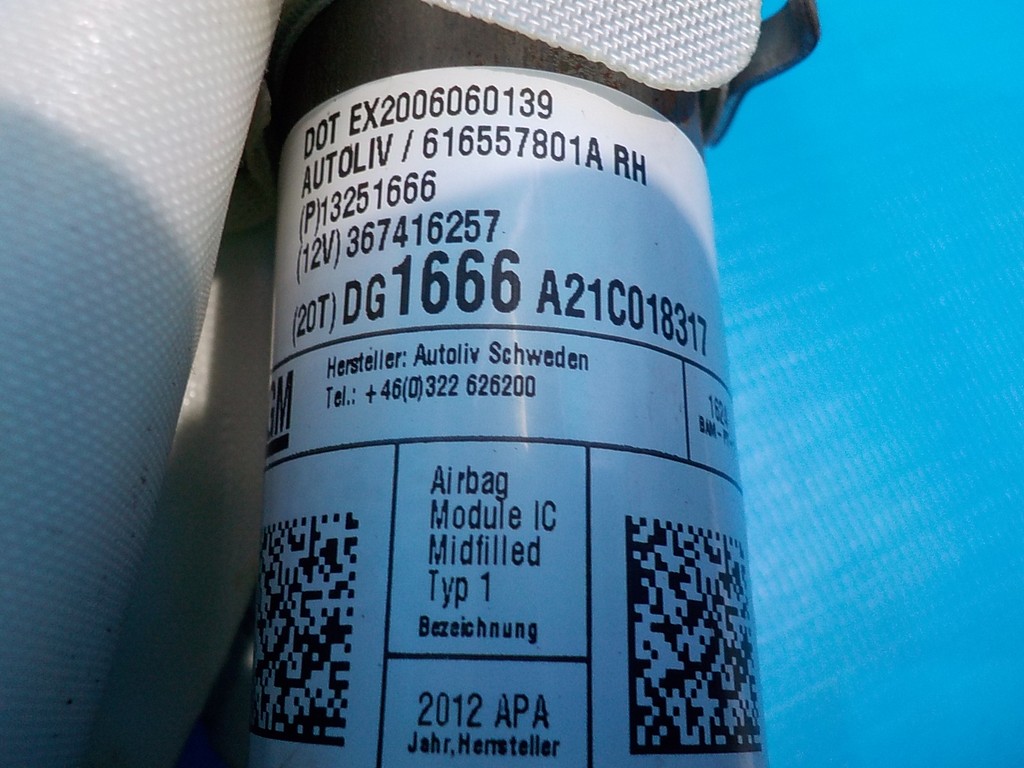 DOT EX2006060139
AUTOLIV / 616557801A RH
(P)13251666
(12V) 367416257
(20T) DG1666 A21C018317
GM
Hersteller: Autoliv Schweden
Tel.: +46(0)322 626200
Airbag
Module IC
Midfilled
Typ 1
Bezeichnung
2012 APA
Jahr, Hersteller